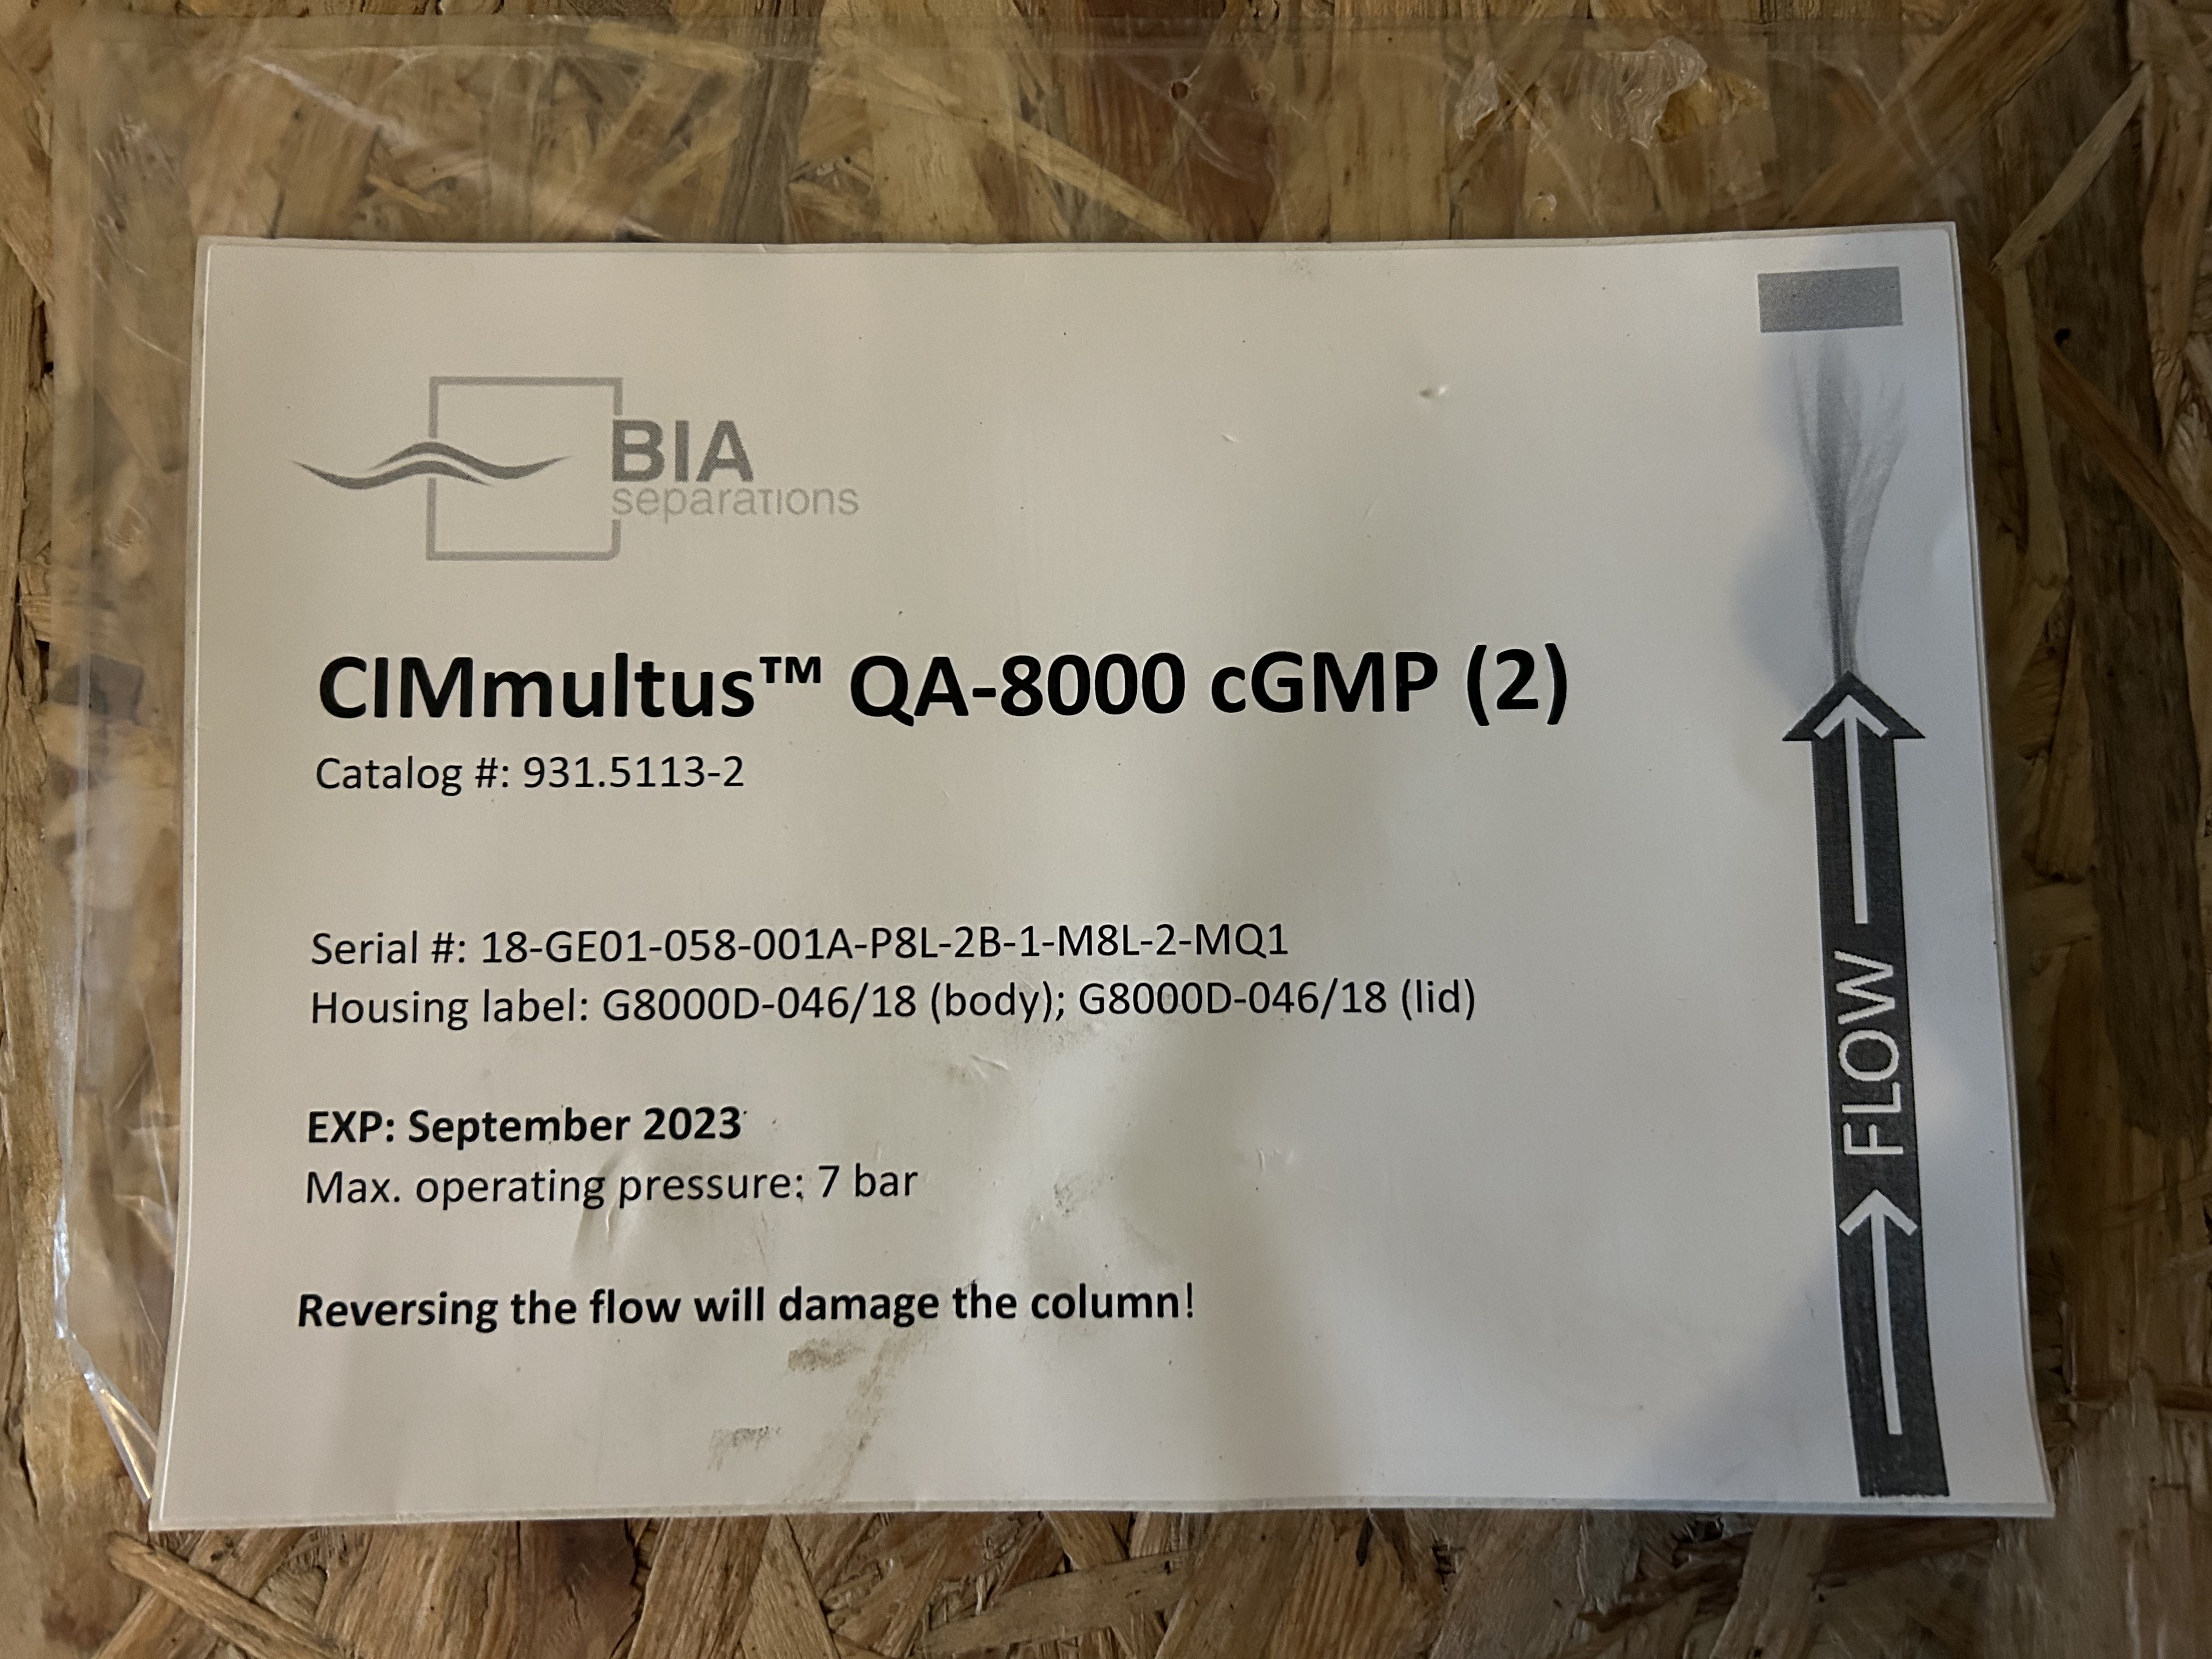 BIA
separations
CIMmultus™ QA-8000 cGMP (2)
Catalog #: 931.5113-2
Serial #: 18-GE01-058-001A-P8L-2B-1-M8L-2-MQ1
Housing label: G8000D-046/18 (body); G8000D-046/18 (lid)
EXP: September 2023
Max. operating pressure: 7 bar
Reversing the flow will damage the column!
FLOW